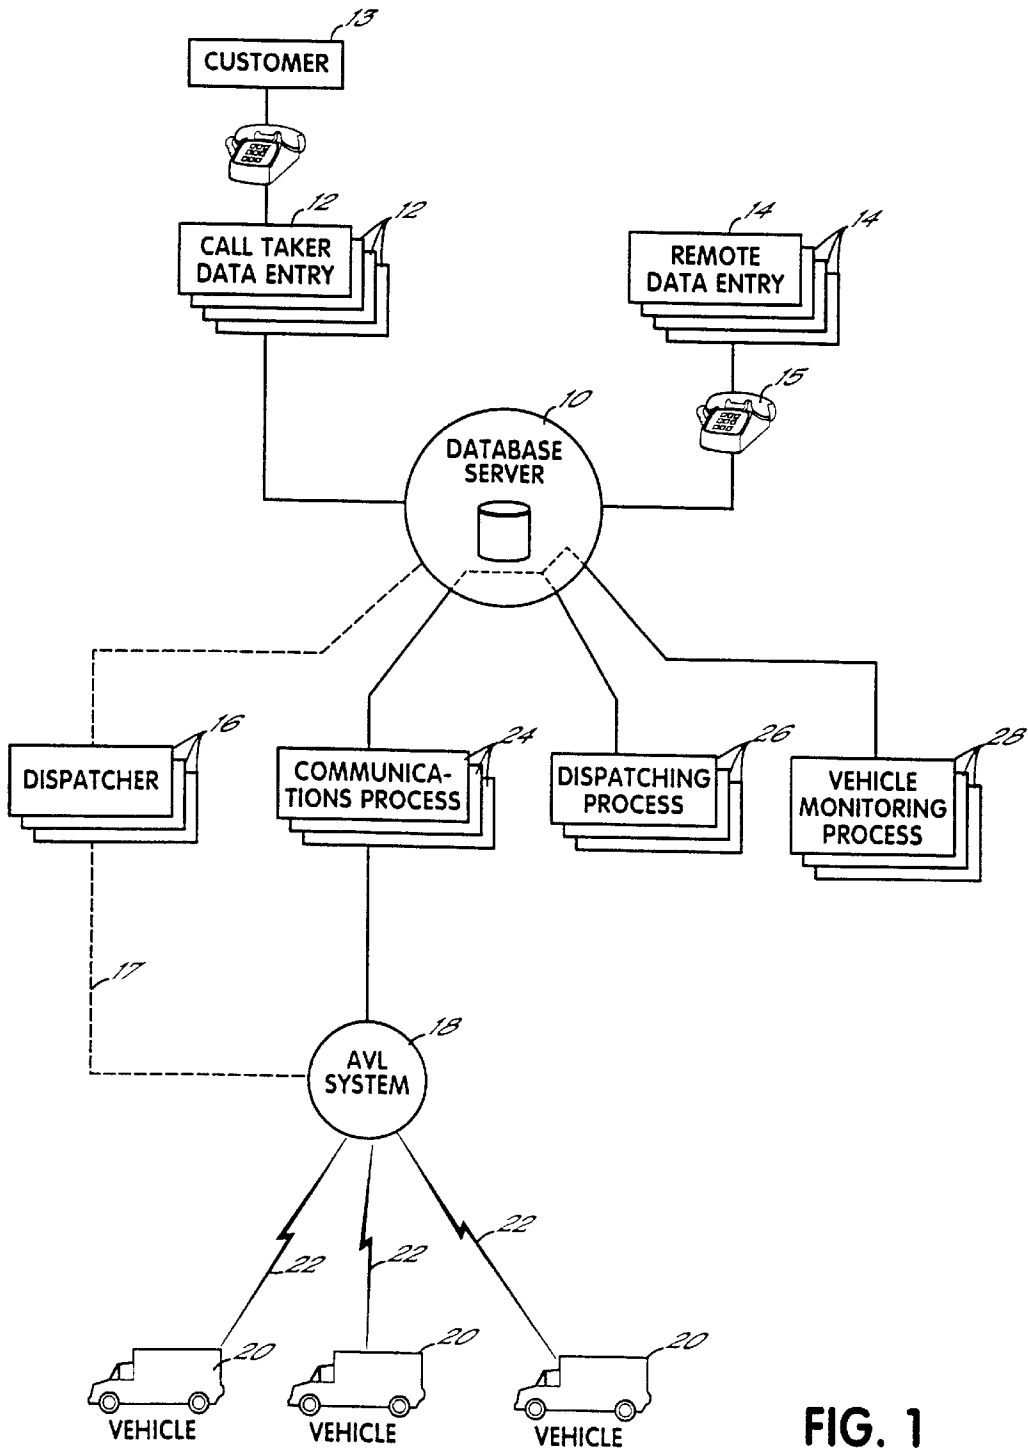 13
CUSTOMER
12
12
CALL TAKER
DATA ENTRY
14
14
REMOTE
DATA ENTRY
15
10
DATABASE
SERVER
16
DISPATCHER
24
COMMUNICA-
TIONS PROCESS
26
DISPATCHING
PROCESS
28
VEHICLE
MONITORING
PROCESS
17
18
AVL
SYSTEM
22
22
22
20
20
20
VEHICLE
VEHICLE
VEHICLE
FIG. 1